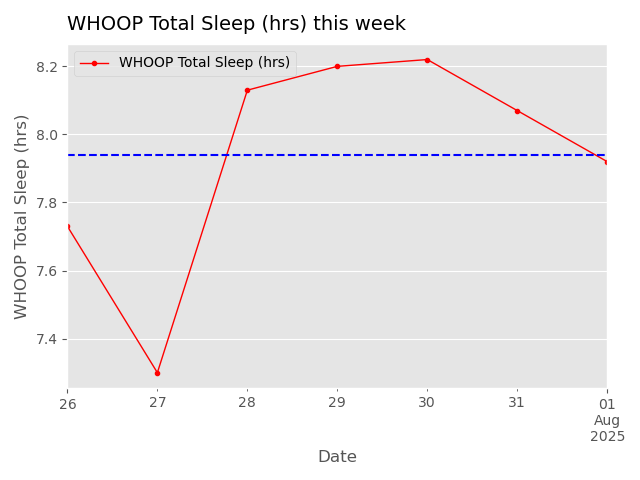 WHOOP Total Sleep (hrs) this week
WHOOP Total Sleep (hrs)
WHOOP Total Sleep (hrs)
8.2
8.0
7.8
7.6
7.4
26
27
28
29
30
31
01
Aug
2025
Date